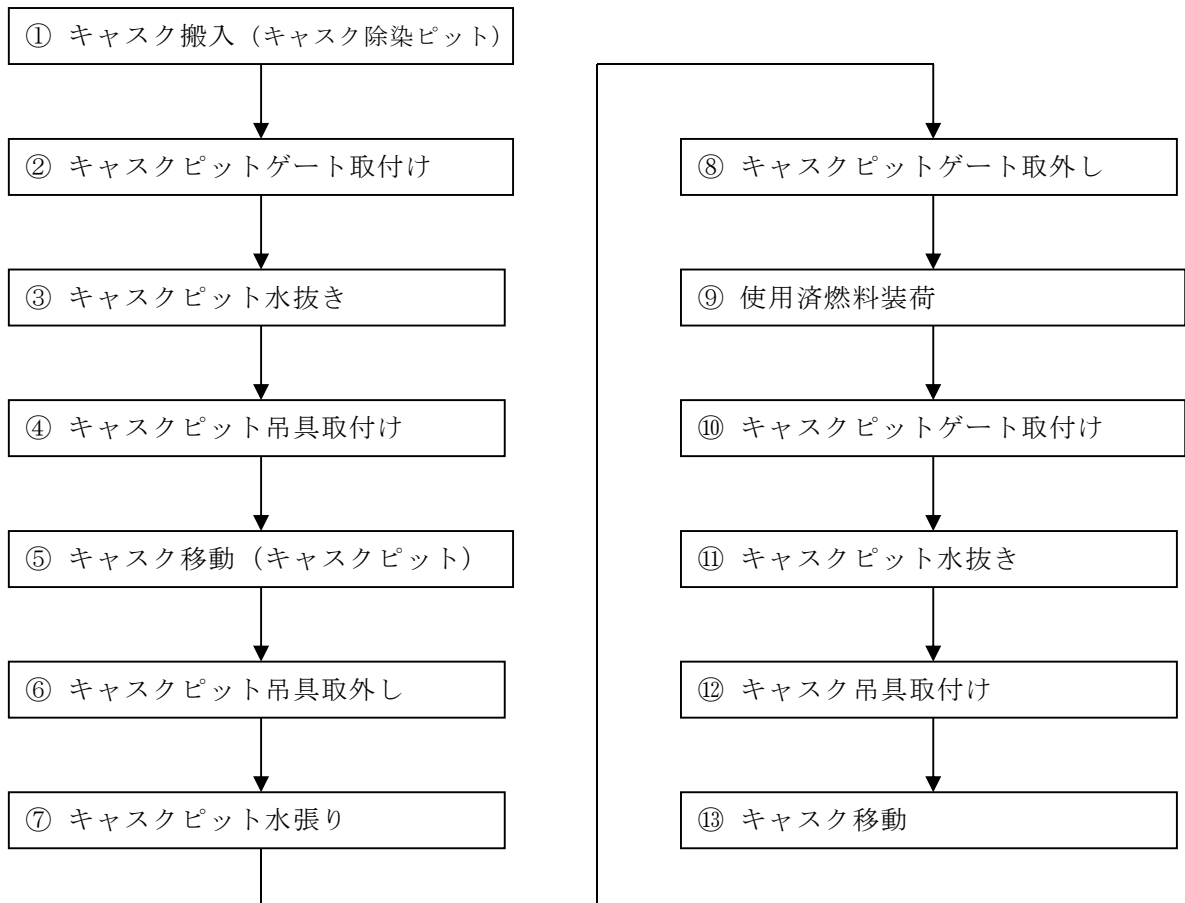 ① キャスク搬入（キャスク除染ピット）
② キャスクピットゲート取付け
③ キャスクピット水抜き
④ キャスクピット吊具取付け
⑤ キャスク移動（キャスクピット）
⑥ キャスクピット吊具取外し
⑦ キャスクピット水張り
⑧ キャスクピットゲート取外し
⑨ 使用済燃料装荷
⑩ キャスクピットゲート取付け
⑪ キャスクピット水抜き
⑫ キャスク吊具取付け
⑬ キャスク移動